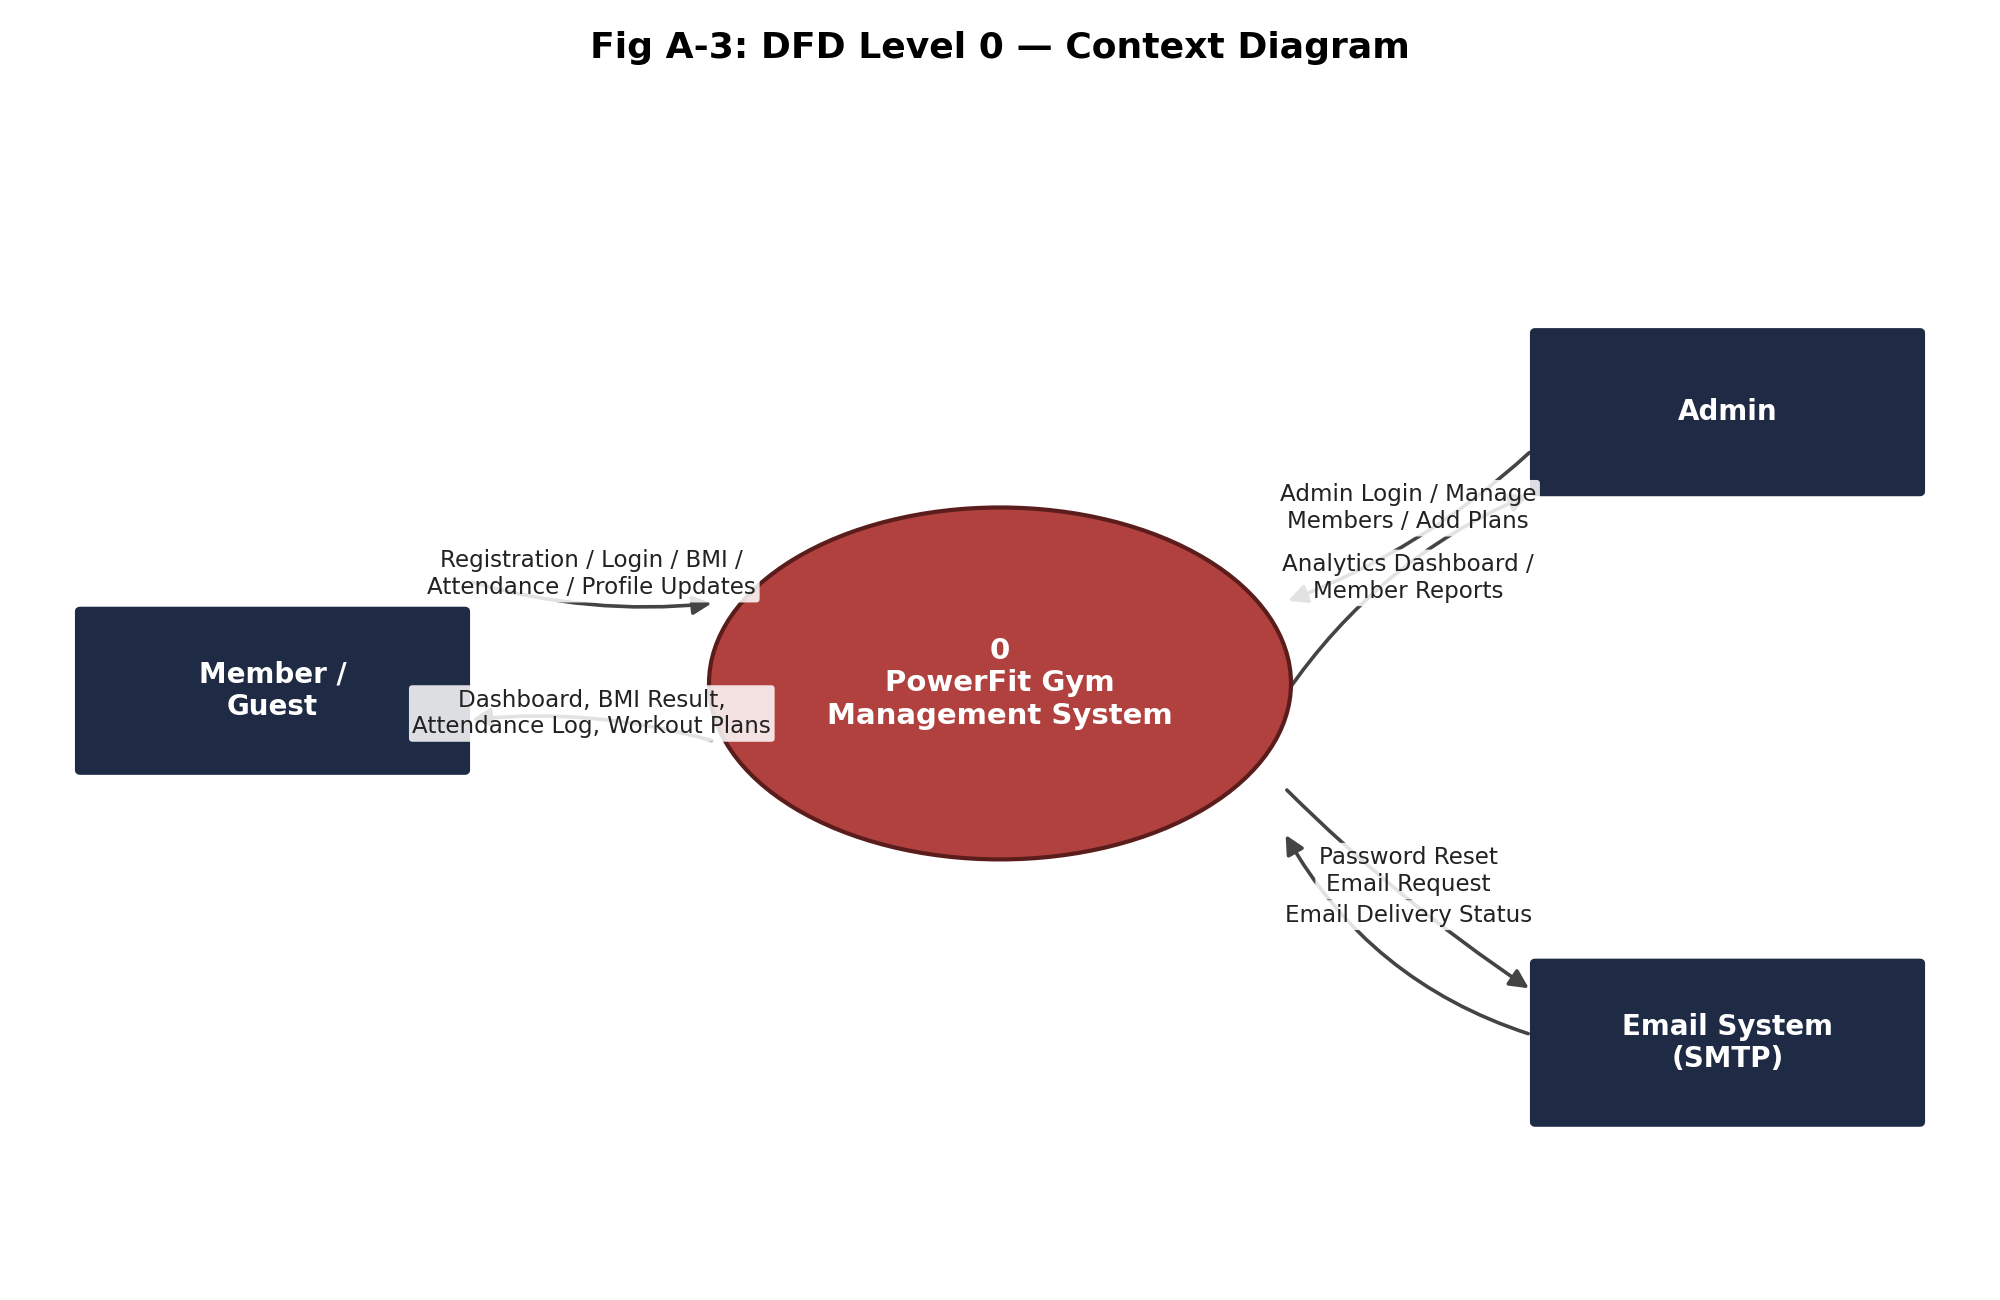 Fig A-3: DFD Level 0 — Context Diagram
Admin
Admin Login / Manage
Members / Add Plans
Analytics Dashboard /
Member Reports
Registration / Login / BMI /
Attendance / Profile Updates
Member /
Guest
Dashboard, BMI Result,
Attendance Log, Workout Plans
0
PowerFit Gym
Management System
Password Reset
Email Request
Email Delivery Status
Email System
(SMTP)